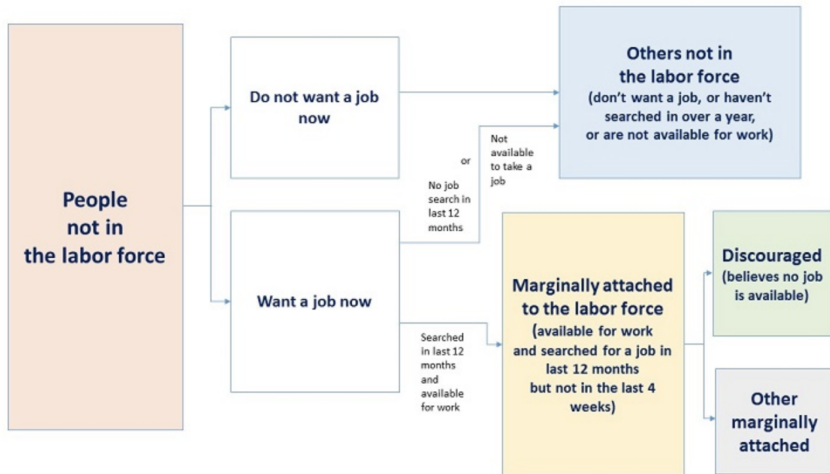 People
not in
the labor force
Do not want a job
now
Want a job now
or
No job
search in
last 12
months
Not
available
to take a
job
Searched
in last 12
months
and
available
for work
Others not in
the labor force
(don't want a job, or haven't
searched in over a year,
or are not available for work)
Marginally attached
to the labor force
(available for work
and searched for a job in
last 12 months
but not in the last 4
weeks)
Discouraged
(believes no job
is available)
Other
marginally
attached